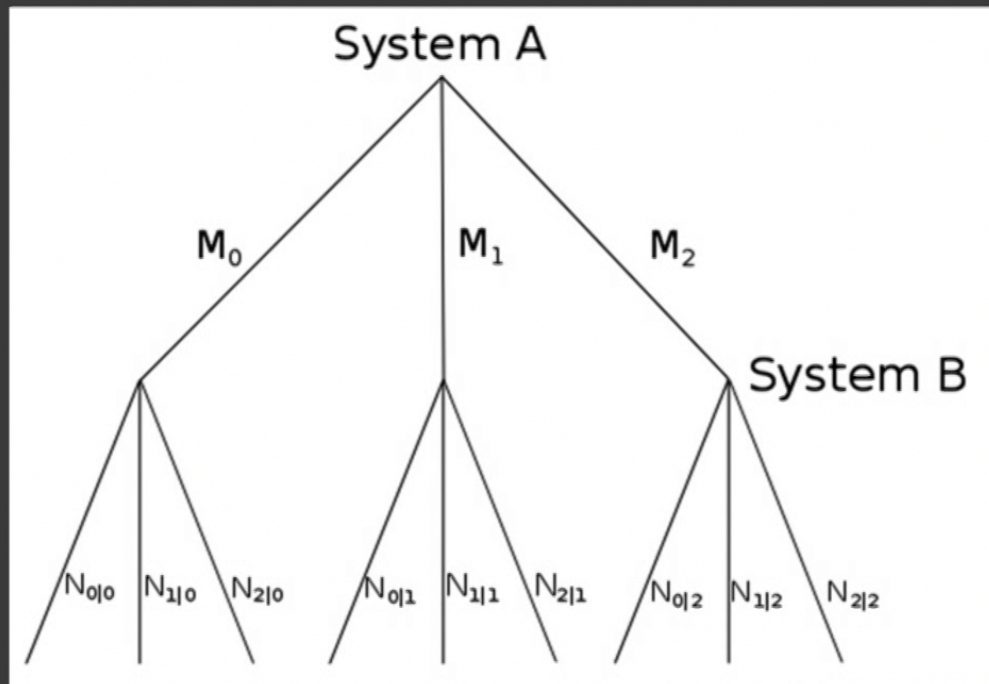 System A
M₀
M₁
M₂
System B
N₀|₀
N₁|₀
N₂|₀
N₀|₁
N₁|₁
N₂|₁
N₀|₂
N₁|₂
N₂|₂